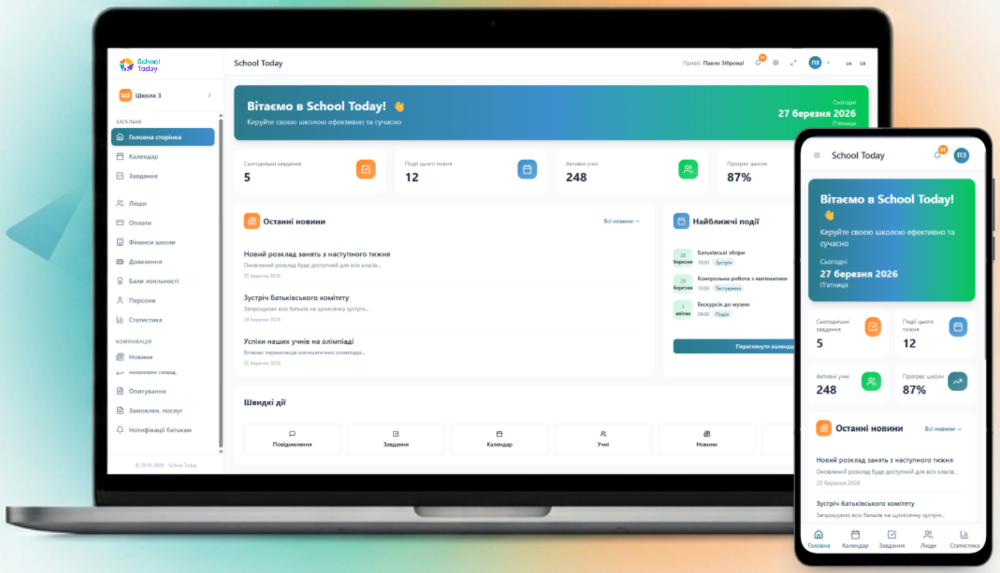 School
Today
School Today
Привіт, Павло Зіброва!
31
ПЗ
UA
GB
ШЗ
Школа 3
ЗАГАЛЬНЕ
Головна сторінка
Календар
Завдання
Люди
Оплати
Фінанси школи
Довезення
Бали лояльності
Персони
Статистика
КОМУНІКАЦІЯ
Новини
Анонімні повід.
Опитування
Замовлен. послуг
Нотифікації батькам
© 2018-2026 - School Today
Вітаємо в School Today! 👋
Керуйте своєю школою ефективно та сучасно
Сьогодні
27 березня 2026
П'ятниця
Сьогоднішні завдання
5
Події цього тижня
12
Активні учні
248
Прогрес школи
87%
Останні новини
Всі новини →
Новий розклад занять з наступного тижня
Оновлений розклад буде доступний для всіх класів...
25 березня 2026
Зустріч батьківського комітету
Запрошуємо всіх батьків на щомісячну зустріч...
24 березня 2026
Успіхи наших учнів на олімпіаді
Вітаємо переможців математичної олімпіади...
22 березня 2026
Найближчі події
28
березня
Батьківські збори
18:00 Зустріч
29
березня
Контрольна робота з математики
10:00 Тестування
1
квітня
Екскурсія до музею
09:00 Подія
Переглянути календар
Швидкі дії
Повідомлення
Завдання
Календар
Учні
Новини
School Today
31
ПЗ
Вітаємо в School Today!
👋
Керуйте своєю школою ефективно та
сучасно
Сьогодні
27 березня 2026
П'ятниця
Сьогоднішні
завдання
5
Події цього
тижня
12
Активні учні
248
Прогрес школи
87%
Останні новини
Всі новини →
Новий розклад занять з наступного тижня
Оновлений розклад буде доступний для всіх класів...
25 березня 2026
Зустріч батьківського комітету
Запрошуємо всіх батьків на щомісячну зустріч...
Головна
Календар
Завдання
Люди
Статистика